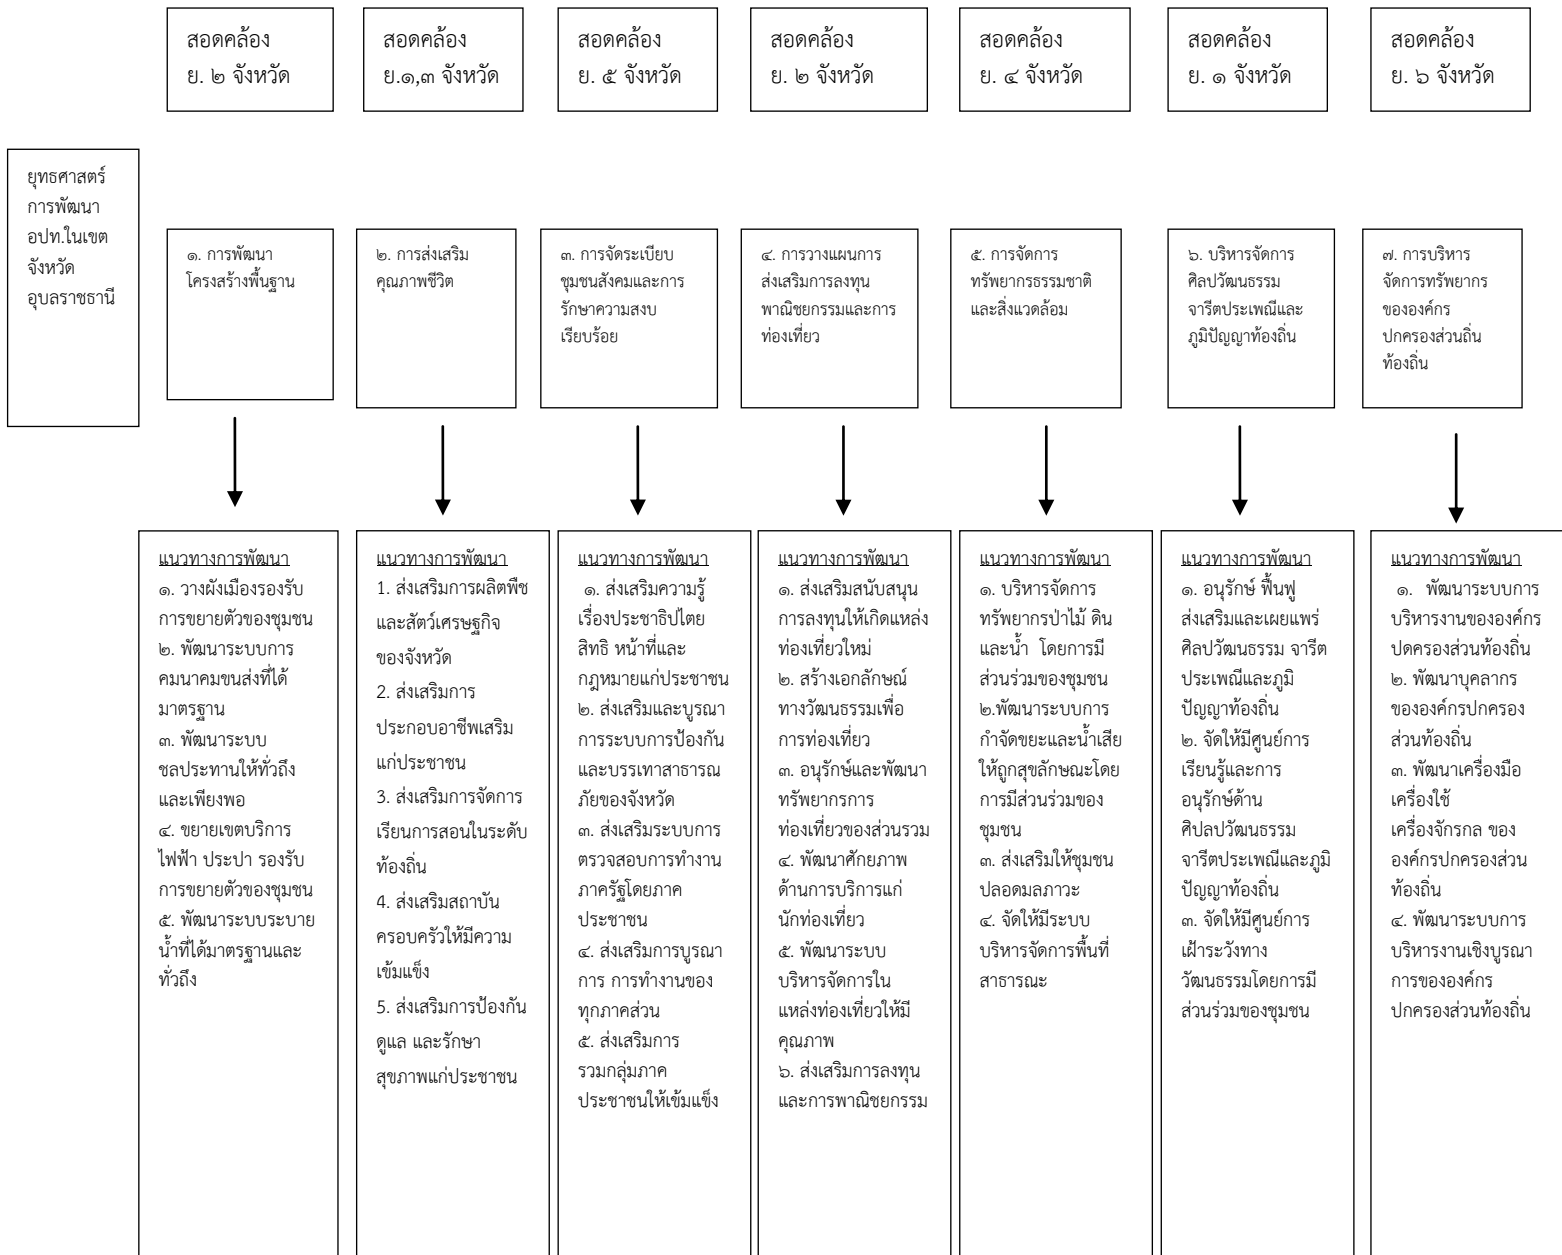 สอดคล้อง
ย. ๒ จังหวัด
สอดคล้อง
ย.๑,๓ จังหวัด
สอดคล้อง
ย. ๕ จังหวัด
สอดคล้อง
ย. ๒ จังหวัด
สอดคล้อง
ย. ๔ จังหวัด
สอดคล้อง
ย. ๑ จังหวัด
สอดคล้อง
ย. ๖ จังหวัด
ยุทธศาสตร์
การพัฒนา
อปท.ในเขต
จังหวัด
อุบลราชธานี
๑. การพัฒนา
โครงสร้างพื้นฐาน
๒. การส่งเสริม
คุณภาพชีวิต
๓. การจัดระเบียบ
ชุมชนสังคมและการ
รักษาความสงบ
เรียบร้อย
๔. การวางแผนการ
ส่งเสริมการลงทุน
พาณิชยกรรมและการ
ท่องเที่ยว
๕. การจัดการ
ทรัพยากรธรรมชาติ
และสิ่งแวดล้อม
๖. บริหารจัดการ
ศิลปวัฒนธรรม
จารีตประเพณีและ
ภูมิปัญญาท้องถิ่น
๗. การบริหาร
จัดการทรัพยากร
ขององค์กร
ปกครองส่วนถิ่น
ท้องถิ่น
แนวทางการพัฒนา
๑. วางผังเมืองรองรับ
การขยายตัวของชุมชน
๒. พัฒนาระบบการ
คมนาคมขนส่งที่ได้
มาตรฐาน
๓. พัฒนาระบบ
ชลประทานให้ทั่วถึง
และเพียงพอ
๔. ขยายเขตบริการ
ไฟฟ้า ประปา รองรับ
การขยายตัวของชุมชน
๕. พัฒนาระบบระบาย
น้ำที่ได้มาตรฐานและ
ทั่วถึง
แนวทางการพัฒนา
1. ส่งเสริมการผลิตพืช
และสัตว์เศรษฐกิจ
ของจังหวัด
2. ส่งเสริมการ
ประกอบอาชีพเสริม
แก่ประชาชน
3. ส่งเสริมการจัดการ
เรียนการสอนในระดับ
ท้องถิ่น
4. ส่งเสริมสถาบัน
ครอบครัวให้มีความ
เข้มแข็ง
5. ส่งเสริมการป้องกัน
ดูแล และรักษา
สุขภาพแก่ประชาชน
แนวทางการพัฒนา
๑. ส่งเสริมความรู้
เรื่องประชาธิปไตย
สิทธิ หน้าที่และ
กฎหมายแก่ประชาชน
๒. ส่งเสริมและบูรณา
การระบบการป้องกัน
และบรรเทาสาธารณ
ภัยของจังหวัด
๓. ส่งเสริมระบบการ
ตรวจสอบการทำงาน
ภาครัฐโดยภาค
ประชาชน
๔. ส่งเสริมการบูรณา
การ การทำงานของ
ทุกภาคส่วน
๕. ส่งเสริมการ
รวมกลุ่มภาค
ประชาชนให้เข้มแข็ง
แนวทางการพัฒนา
๑. ส่งเสริมสนับสนุน
การลงทุนให้เกิดแหล่ง
ท่องเที่ยวใหม่
๒. สร้างเอกลักษณ์
ทางวัฒนธรรมเพื่อ
การท่องเที่ยว
๓. อนุรักษ์และพัฒนา
ทรัพยากรการ
ท่องเที่ยวของส่วนรวม
๔. พัฒนาศักยภาพ
ด้านการบริการแก่
นักท่องเที่ยว
๕. พัฒนาระบบ
บริหารจัดการใน
แหล่งท่องเที่ยวให้มี
คุณภาพ
๖. ส่งเสริมการลงทุน
และการพาณิชยกรรม
แนวทางการพัฒนา
๑. บริหารจัดการ
ทรัพยากรป่าไม้ ดิน
และน้ำ โดยการมี
ส่วนร่วมของชุมชน
๒.พัฒนาระบบการ
กำจัดขยะและน้ำเสีย
ให้ถูกสุขลักษณะโดย
การมีส่วนร่วมของ
ชุมชน
๓. ส่งเสริมให้ชุมชน
ปลอดมลภาวะ
๔. จัดให้มีระบบ
บริหารจัดการพื้นที่
สาธารณะ
แนวทางการพัฒนา
๑. อนุรักษ์ ฟื้นฟู
ส่งเสริมและเผยแพร่
ศิลปวัฒนธรรม จารีต
ประเพณีและภูมิ
ปัญญาท้องถิ่น
๒. จัดให้มีศูนย์การ
เรียนรู้และการ
อนุรักษ์ด้าน
ศิปลปวัฒนธรรม
จารีตประเพณีและภูมิ
ปัญญาท้องถิ่น
๓. จัดให้มีศูนย์การ
เฝ้าระวังทาง
วัฒนธรรมโดยการมี
ส่วนร่วมของชุมชน
แนวทางการพัฒนา
๑. พัฒนาระบบการ
บริหารงานขององค์กร
ปดครองส่วนท้องถิ่น
๒. พัฒนาบุคลากร
ขององค์กรปกครอง
ส่วนท้องถิ่น
๓. พัฒนาเครื่องมือ
เครื่องใช้
เครื่องจักรกล ของ
องค์กรปกครองส่วน
ท้องถิ่น
๔. พัฒนาระบบการ
บริหารงานเชิงบูรณา
การขององค์กร
ปกครองส่วนท้องถิ่น